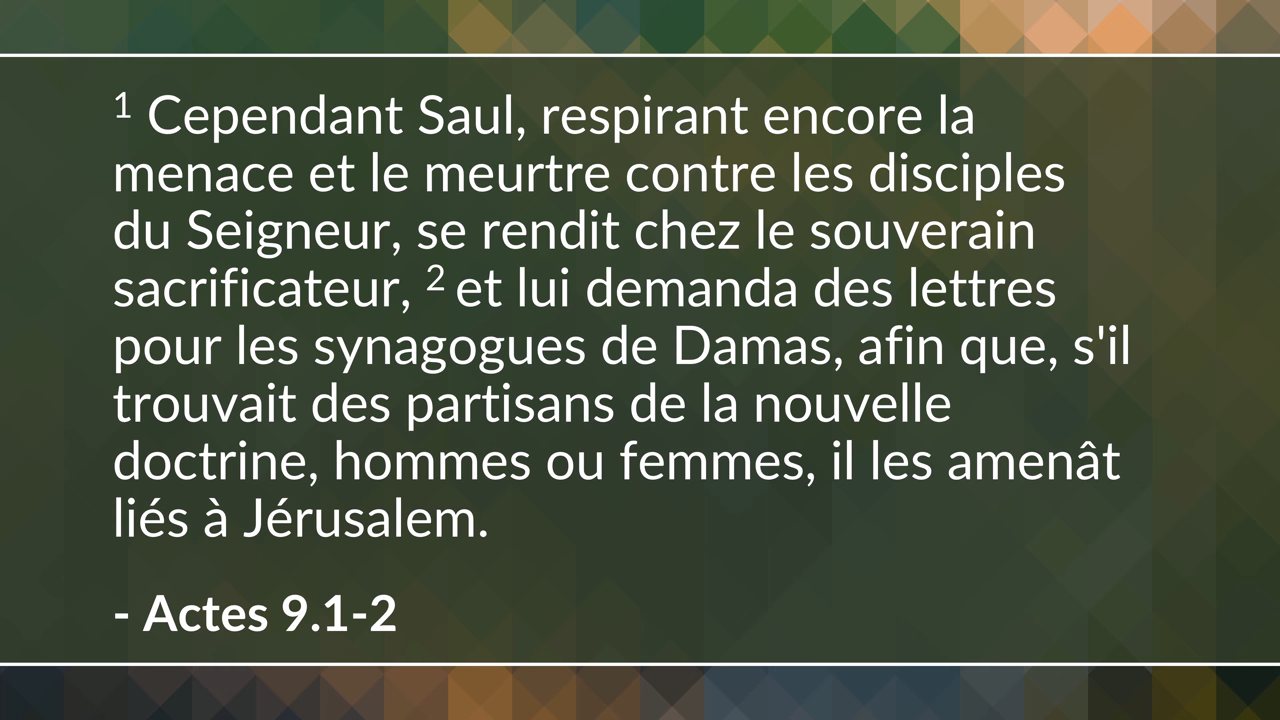 1 Cependant Saul, respirant encore la
menace et le meurtre contre les disciples
du Seigneur, se rendit chez le souverain
sacrificateur, 2 et lui demanda des lettres
pour les synagogues de Damas, afin que, s'il
trouvait des partisans de la nouvelle
doctrine, hommes ou femmes, il les amenât
liés à Jérusalem.
- Actes 9.1-2